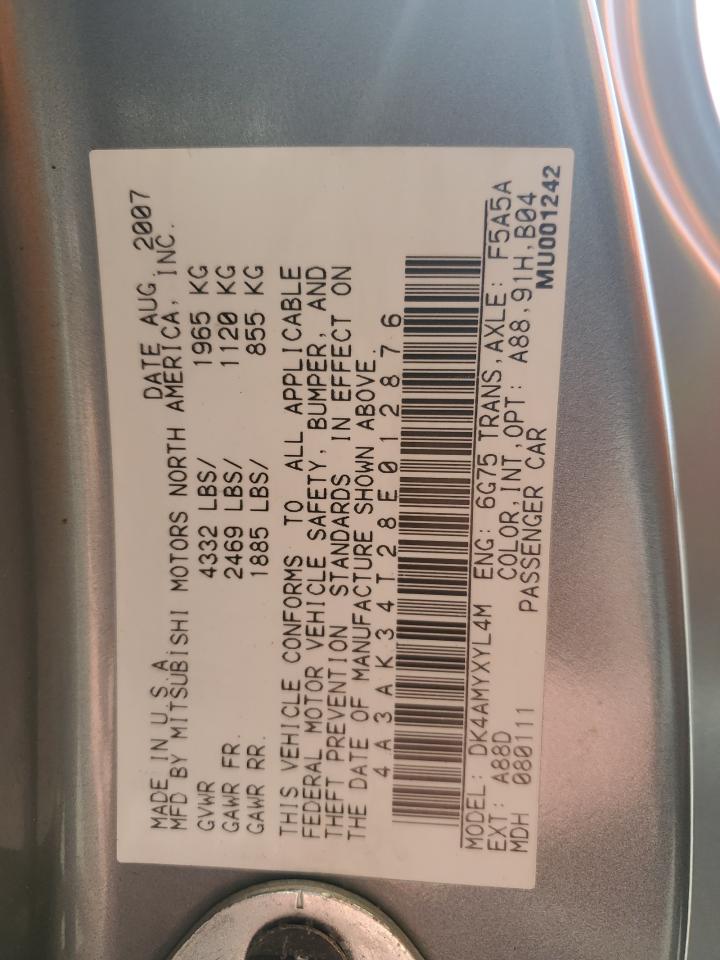 MADE IN U.S.A DATE AUG. 2007
MFD BY MITSUBISHI MOTORS NORTH AMERICA, INC.
GVWR 4332 LBS/ 1965 KG
GAWR FR. 2469 LBS/ 1120 KG
GAWR RR. 1885 LBS/ 855 KG
THIS VEHICLE CONFORMS TO ALL APPLICABLE
FEDERAL MOTOR VEHICLE SAFETY, BUMPER, AND
THEFT PREVENTION STANDARDS IN EFFECT ON
THE DATE OF MANUFACTURE SHOWN ABOVE.
4A3AK34T28E012876
MODEL: DK4AMYXYL4M ENG: 6G75 TRANS,AXLE: F5A5A
EXT: A88D COLOR,INT,OPT: A88,91H,B04
MDH 080111 PASSENGER CAR MU001242